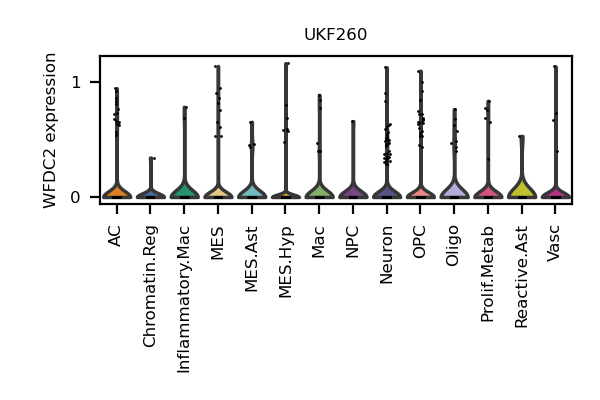 UKF260
WFDC2 expression
1
0
AC
Chromatin.Reg
Inflammatory.Mac
MES
MES.Ast
MES.Hyp
Mac
NPC
Neuron
OPC
Oligo
Prolif.Metab
Reactive.Ast
Vasc